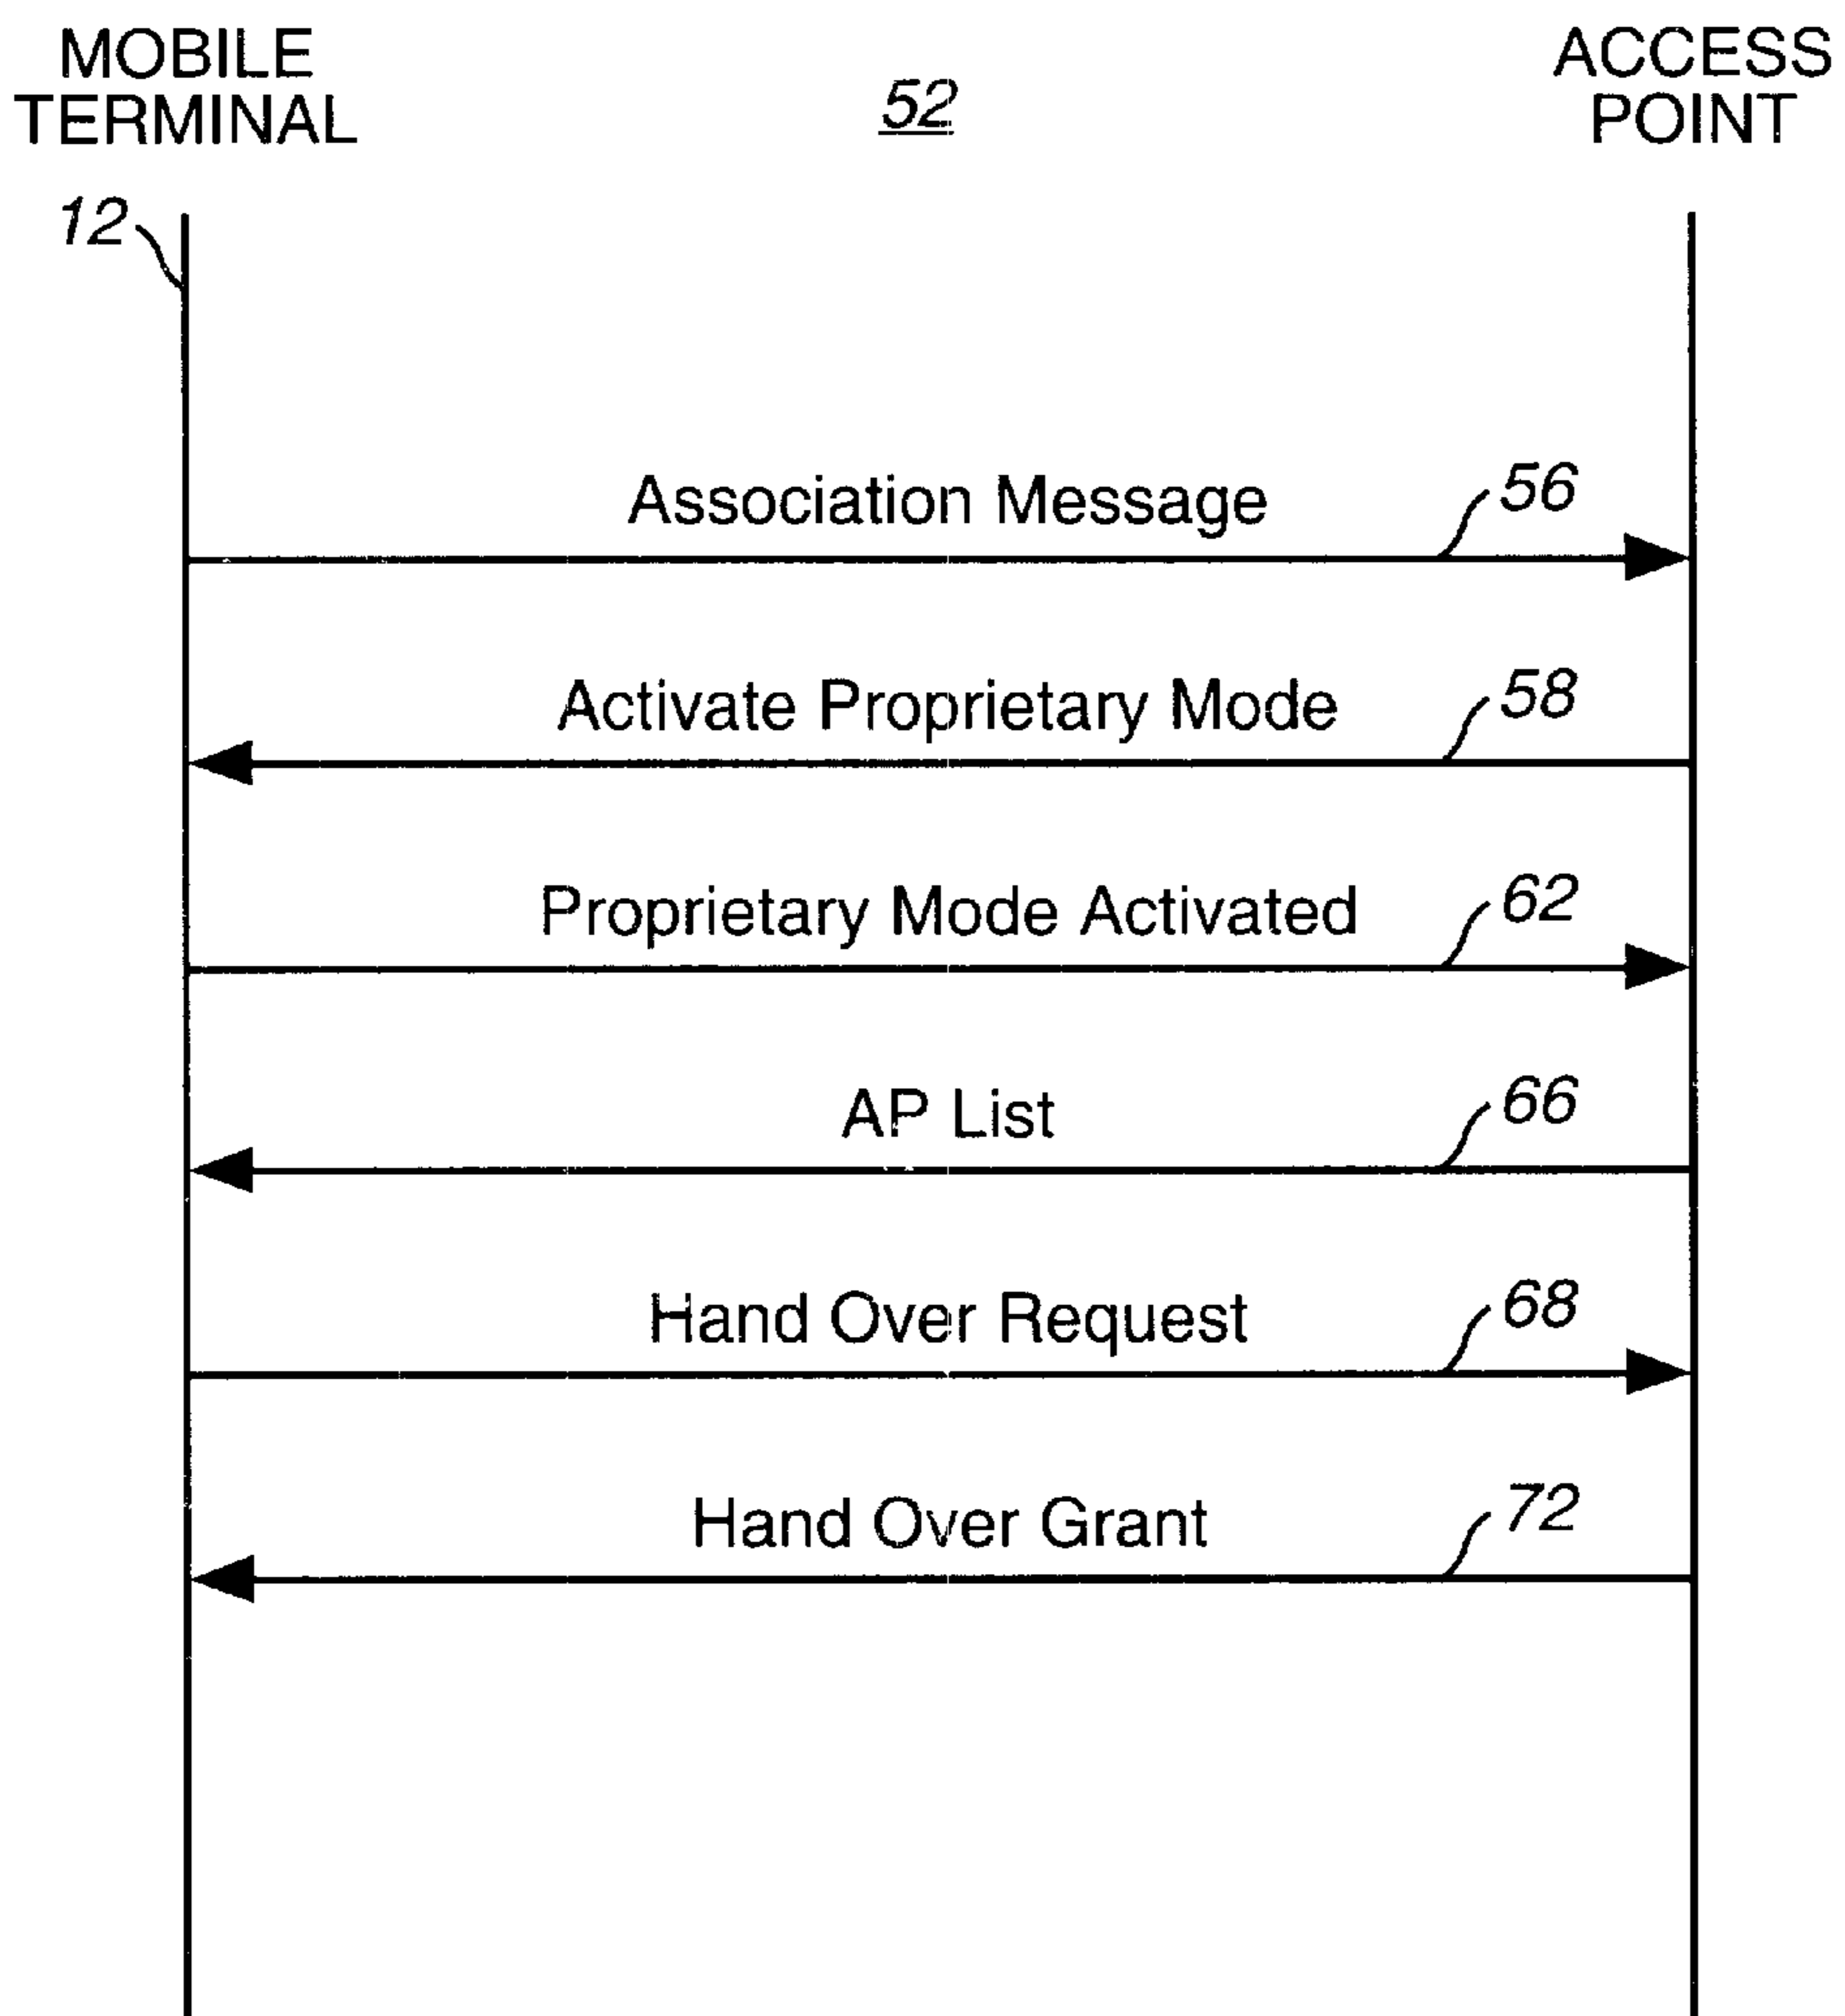 MOBILE
TERMINAL
52
ACCESS
POINT
12
Association Message
56
Activate Proprietary Mode
58
Proprietary Mode Activated
62
AP List
66
Hand Over Request
68
Hand Over Grant
72